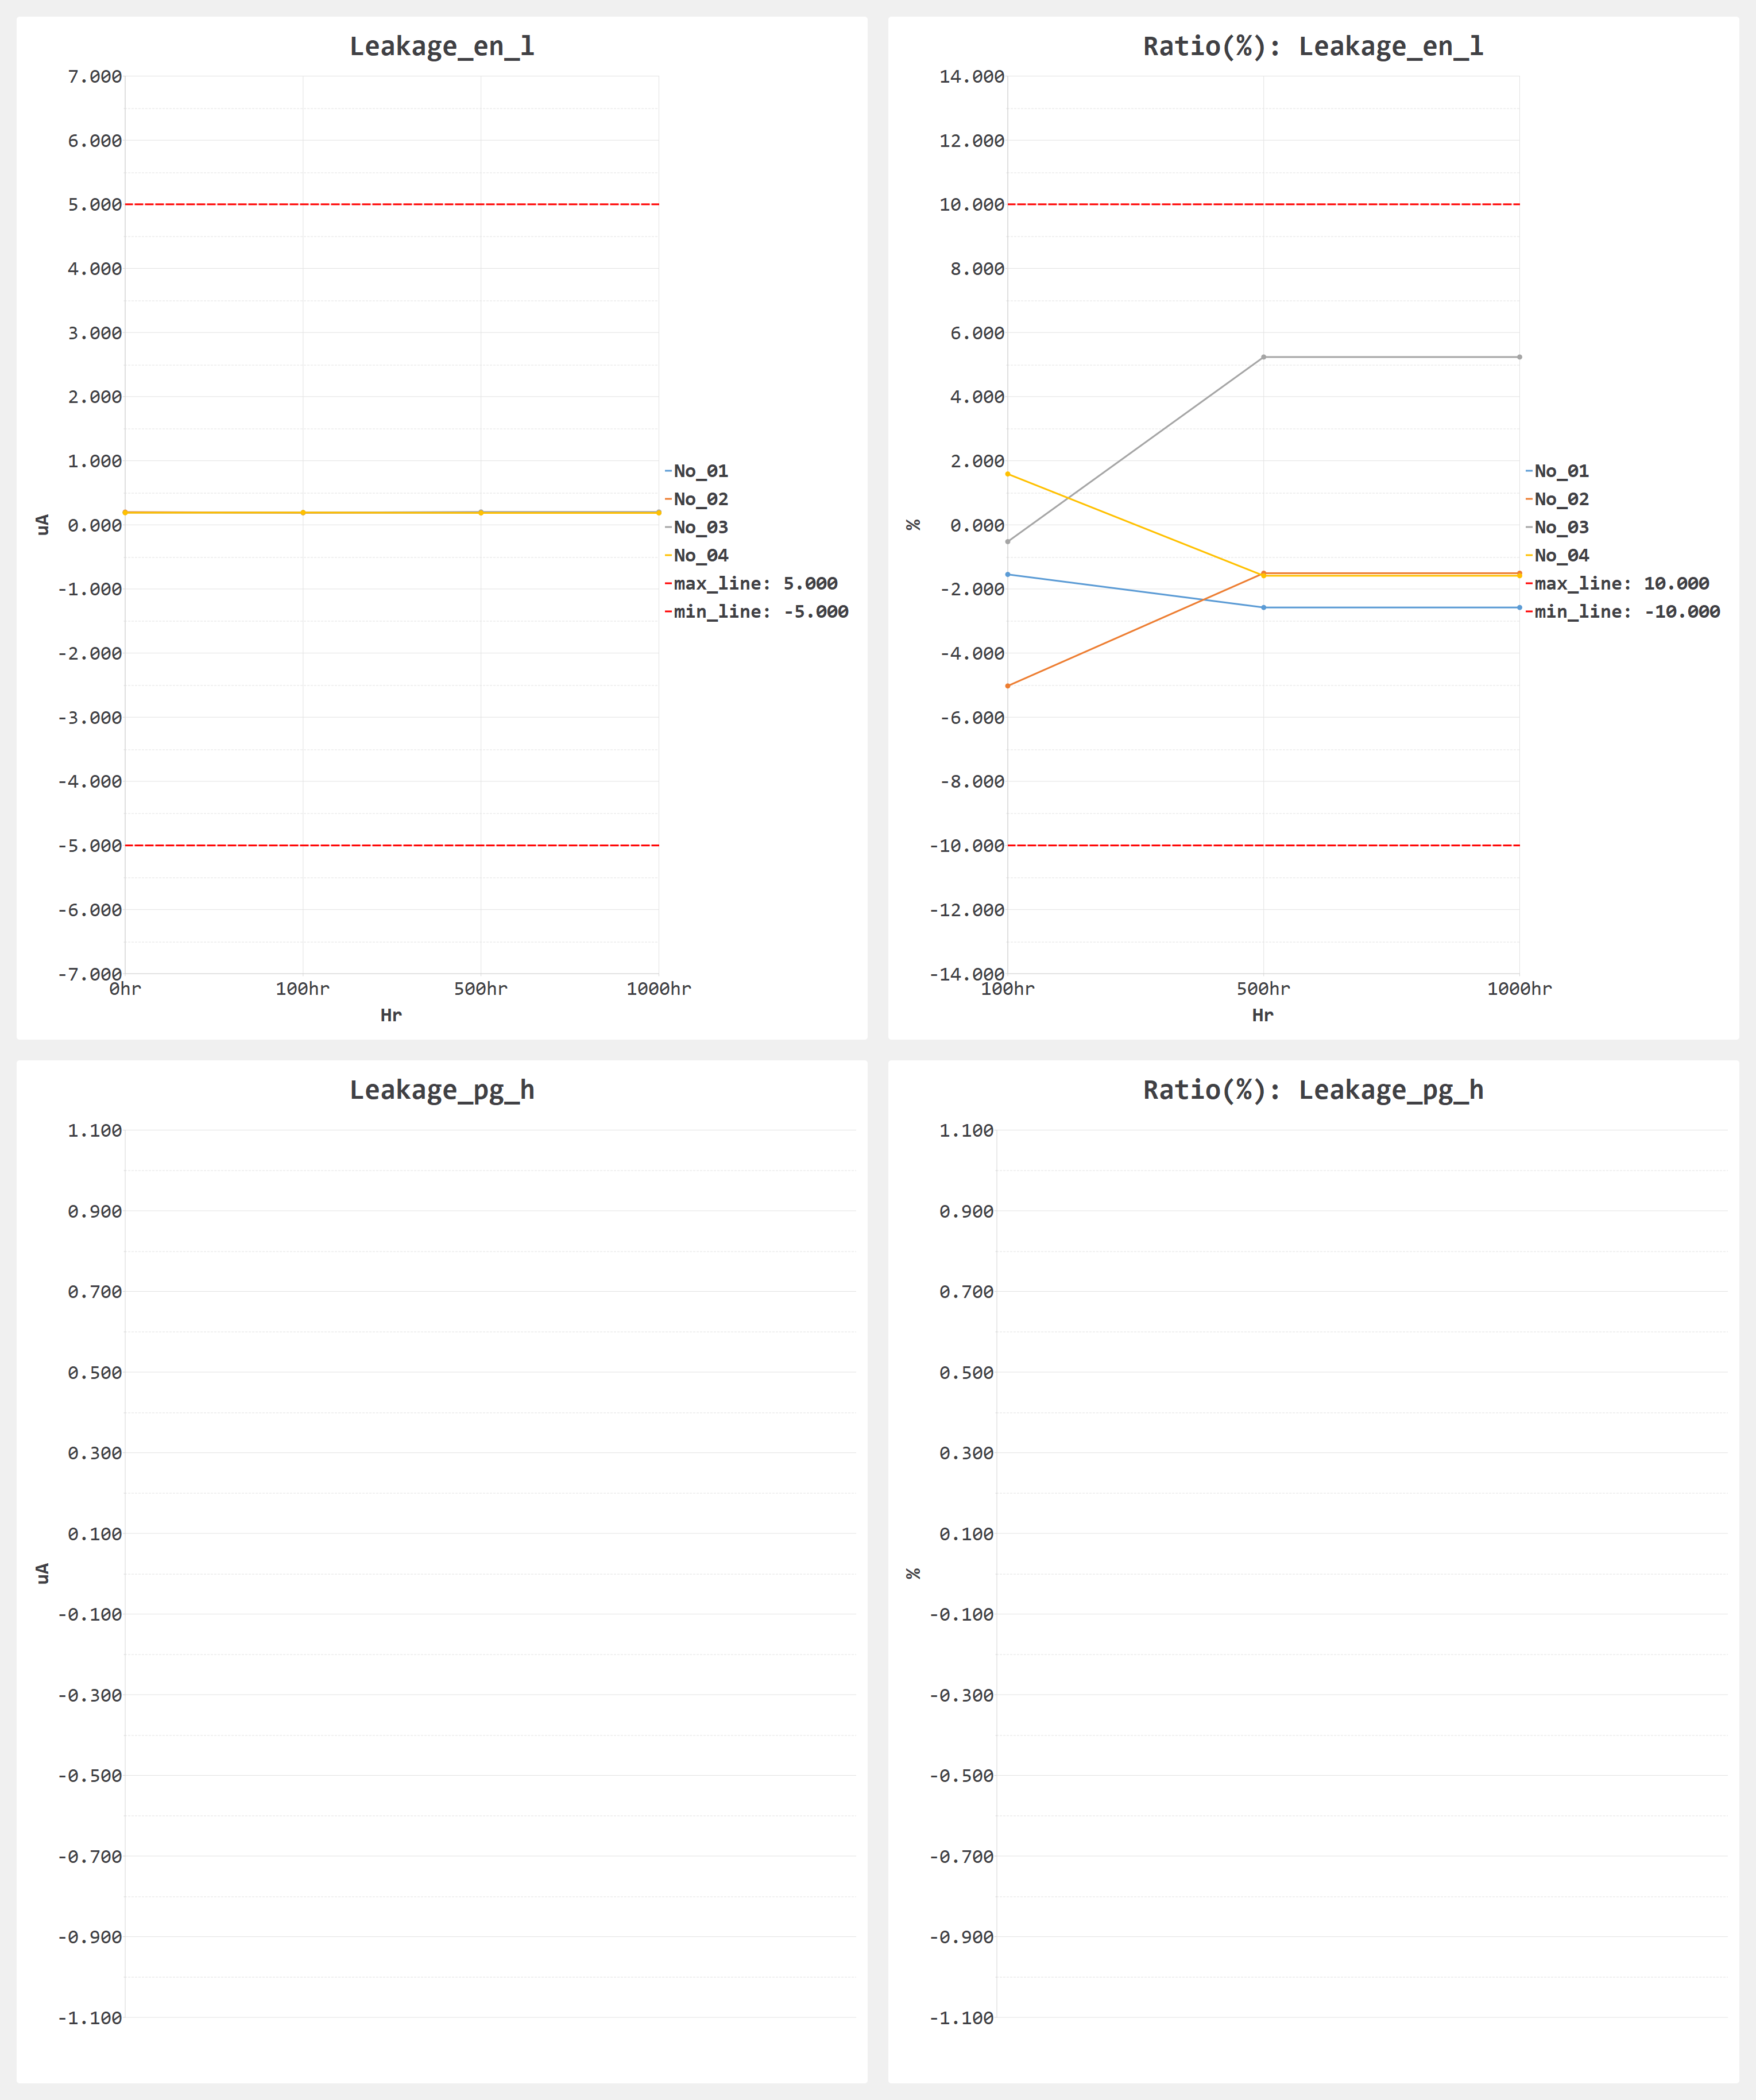 Leakage_en_l
7.000
6.000
5.000
4.000
3.000
2.000
1.000
0.000
-1.000
-2.000
-3.000
-4.000
-5.000
-6.000
-7.000
uA
0hr 100hr 500hr 1000hr
Hr
No_01
No_02
No_03
No_04
max_line: 5.000
min_line: -5.000
Ratio(%): Leakage_en_l
14.000
12.000
10.000
8.000
6.000
4.000
2.000
0.000
-2.000
-4.000
-6.000
-8.000
-10.000
-12.000
-14.000
%
100hr 500hr 1000hr
Hr
No_01
No_02
No_03
No_04
max_line: 10.000
min_line: -10.000
Leakage_pg_h
1.100
0.900
0.700
0.500
0.300
0.100
-0.100
-0.300
-0.500
-0.700
-0.900
-1.100
uA
Ratio(%): Leakage_pg_h
1.100
0.900
0.700
0.500
0.300
0.100
-0.100
-0.300
-0.500
-0.700
-0.900
-1.100
%